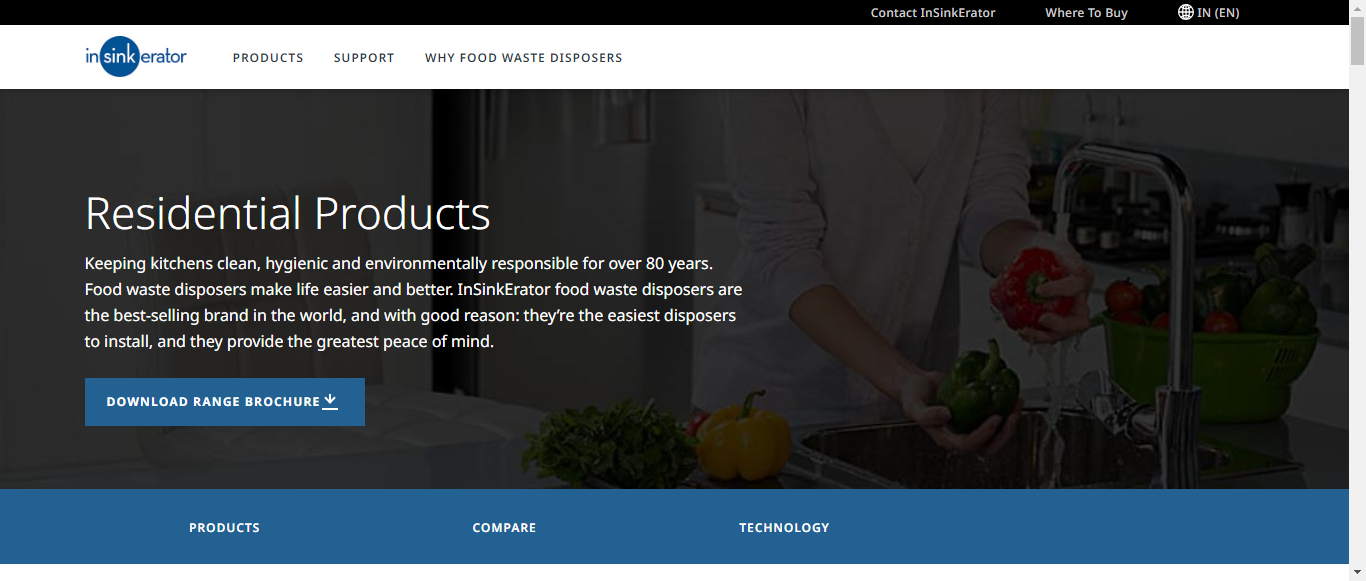 Contact InSinkErator
Where To Buy
IN (EN)
insinkerator
PRODUCTS
SUPPORT
WHY FOOD WASTE DISPOSERS
Residential Products
Keeping kitchens clean, hygienic and environmentally responsible for over 80 years.
Food waste disposers make life easier and better. InSinkErator food waste disposers are
the best-selling brand in the world, and with good reason: they’re the easiest disposers
to install, and they provide the greatest peace of mind.
DOWNLOAD RANGE BROCHURE
PRODUCTS
COMPARE
TECHNOLOGY